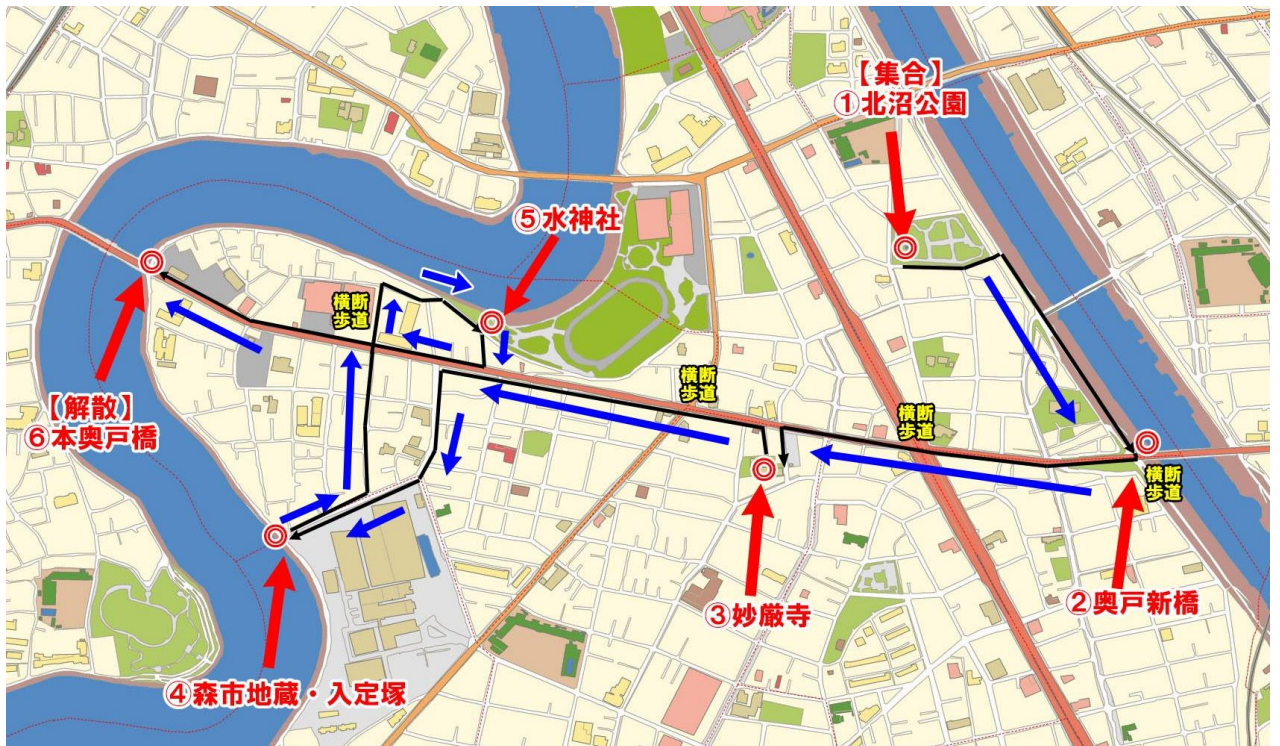 【集合】
①北沼公園
⑤水神社
横断
歩道
横断
歩道
横断
歩道
【解散】
⑥本奥戸橋
横断
歩道
②奥戸新橋
③妙厳寺
④森市地蔵・入定塚